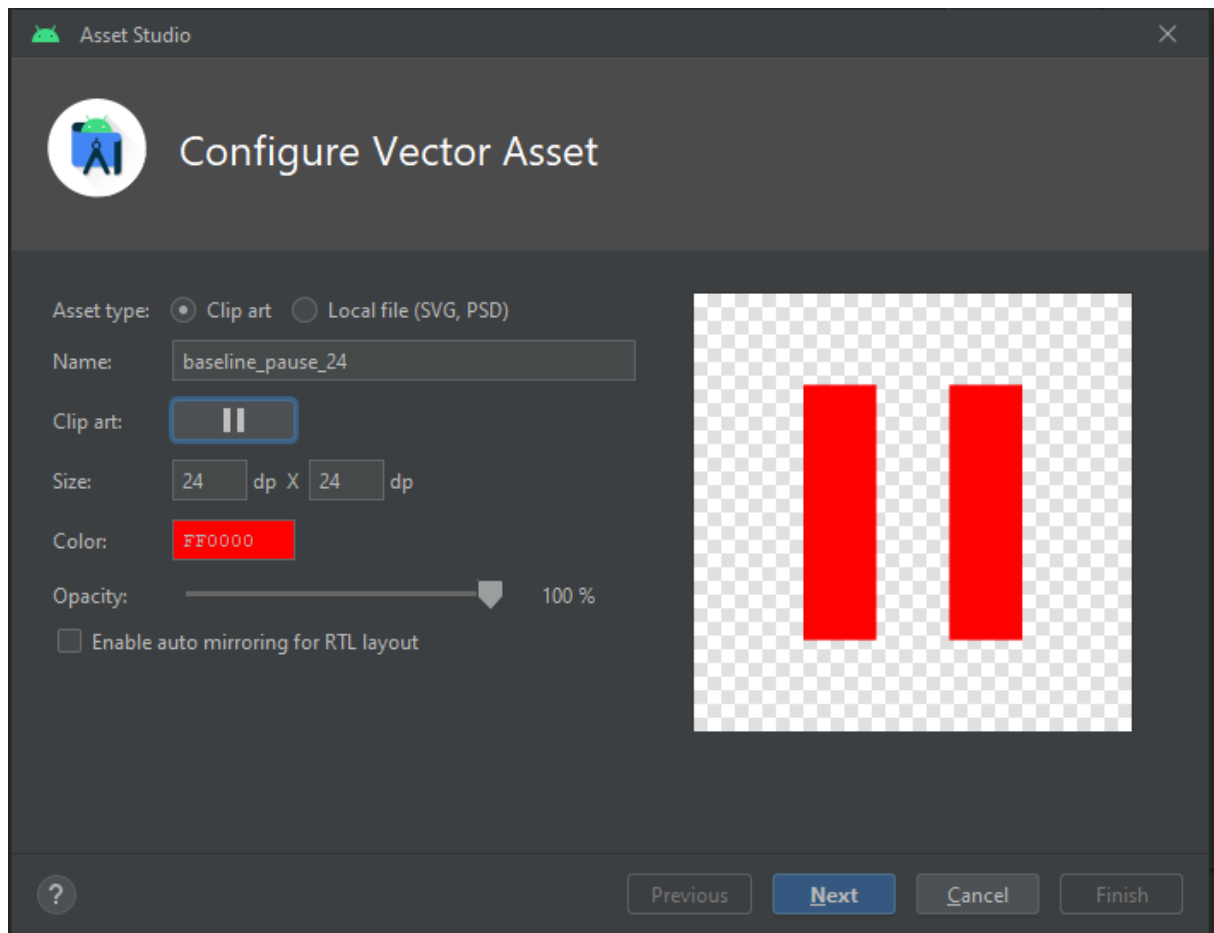 Asset Studio
Configure Vector Asset
Asset type: Clip art Local file (SVG, PSD)
Name: baseline_pause_24
Clip art:
Size: 24 dp X 24 dp
Color: FF0000
Opacity: 100 %
Enable auto mirroring for RTL layout
? Previous Next Cancel Finish